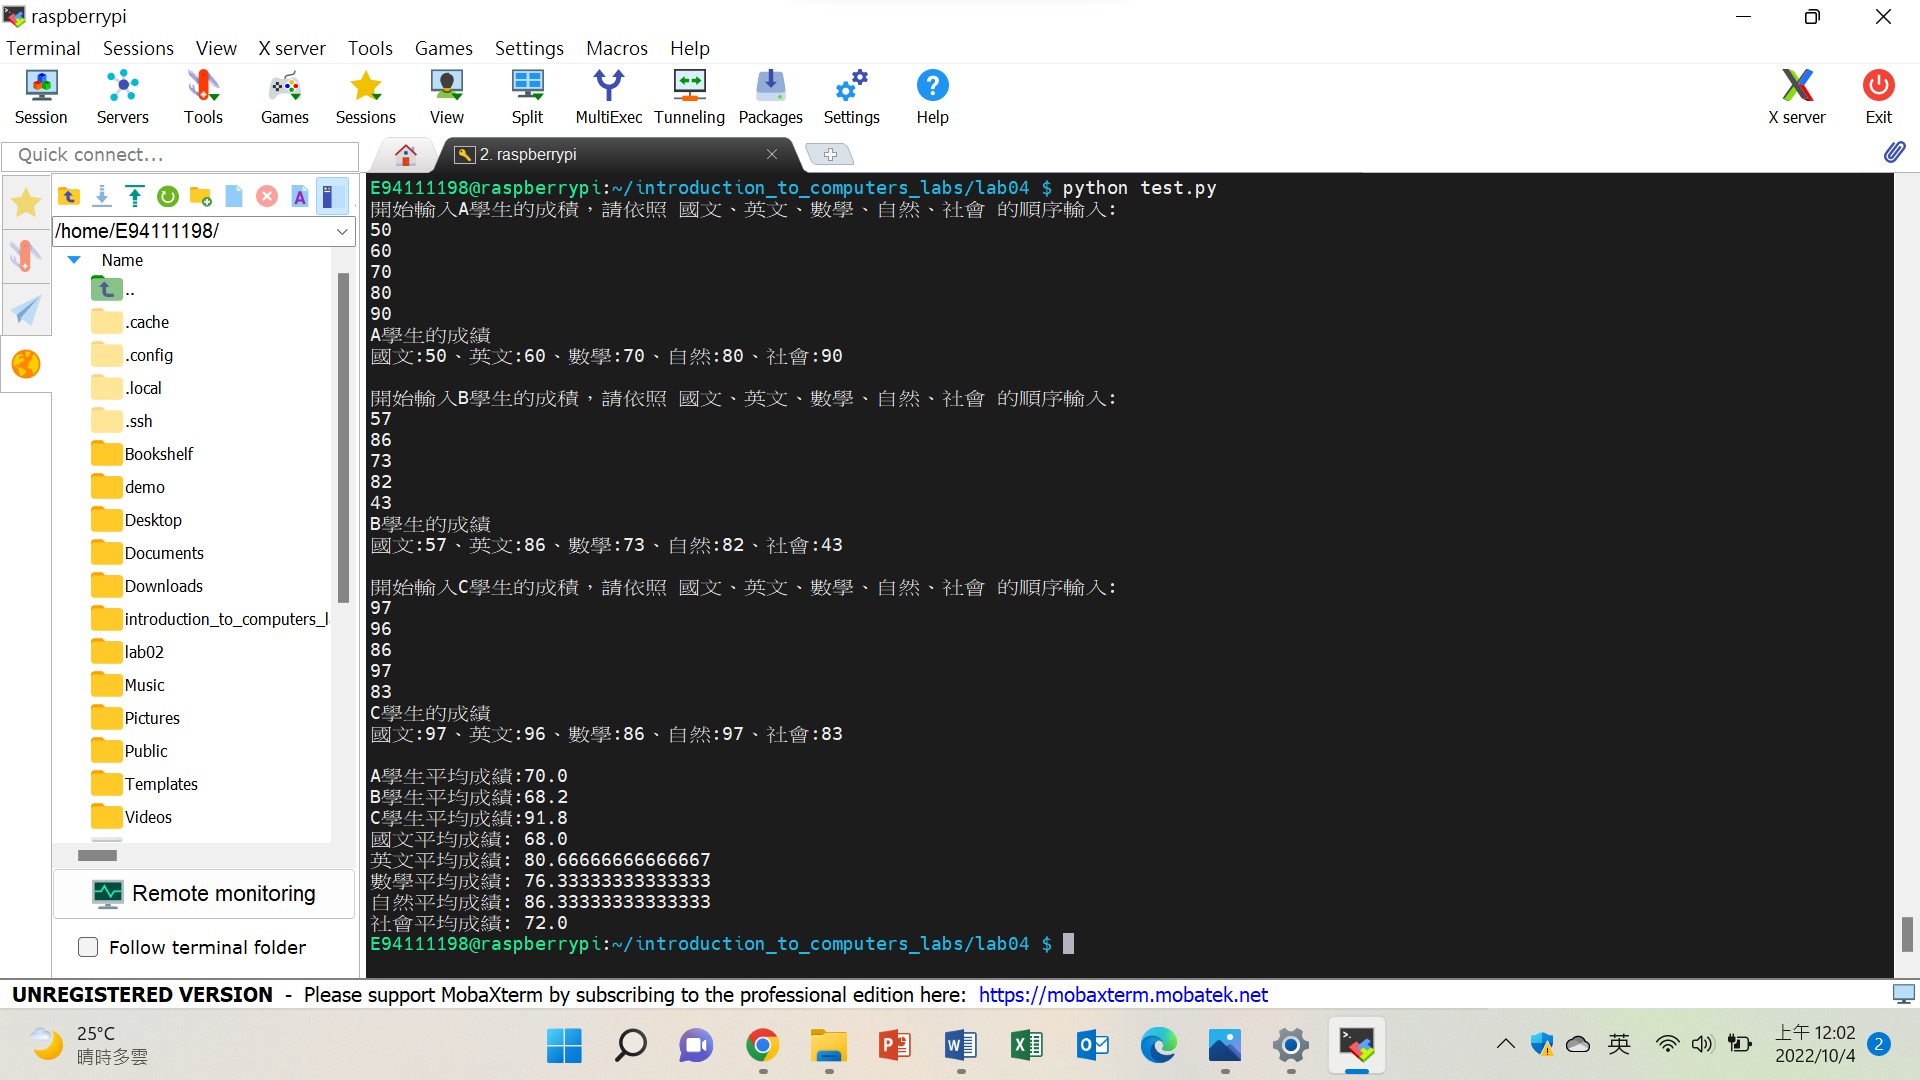 raspberrypi
Terminal Sessions View X server Tools Games Settings Macros Help
Session Servers Tools Games Sessions View Split MultiExec Tunneling Packages Settings Help X server Exit
Quick connect...
2. raspberrypi
/home/E94111198/
Name
..
.cache
.config
.local
.ssh
Bookshelf
demo
Desktop
Documents
Downloads
introduction_to_computers_l
lab02
Music
Pictures
Public
Templates
Videos
Remote monitoring
Follow terminal folder
E94111198@raspberrypi:~/introduction_to_computers_labs/lab04 $ python test.py
開始輸入A學生的成積,請依照 國文、英文、數學、自然、社會 的順序輸入:
50
60
70
80
90
A學生的成績
國文:50、英文:60、數學:70、自然:80、社會:90
開始輸入B學生的成積,請依照 國文、英文、數學、自然、社會 的順序輸入:
57
86
73
82
43
B學生的成績
國文:57、英文:86、數學:73、自然:82、社會:43
開始輸入C學生的成積,請依照 國文、英文、數學、自然、社會 的順序輸入:
97
96
86
97
83
C學生的成績
國文:97、英文:96、數學:86、自然:97、社會:83
A學生平均成績:70.0
B學生平均成績:68.2
C學生平均成績:91.8
國文平均成績: 68.0
英文平均成績: 80.66666666666667
數學平均成績: 76.33333333333333
自然平均成績: 86.33333333333333
社會平均成績: 72.0
E94111198@raspberrypi:~/introduction_to_computers_labs/lab04 $
UNREGISTERED VERSION - Please support MobaXterm by subscribing to the professional edition here: https://mobaxterm.mobatek.net
25°C
晴時多雲
英
上午 12:02
2022/10/4
2